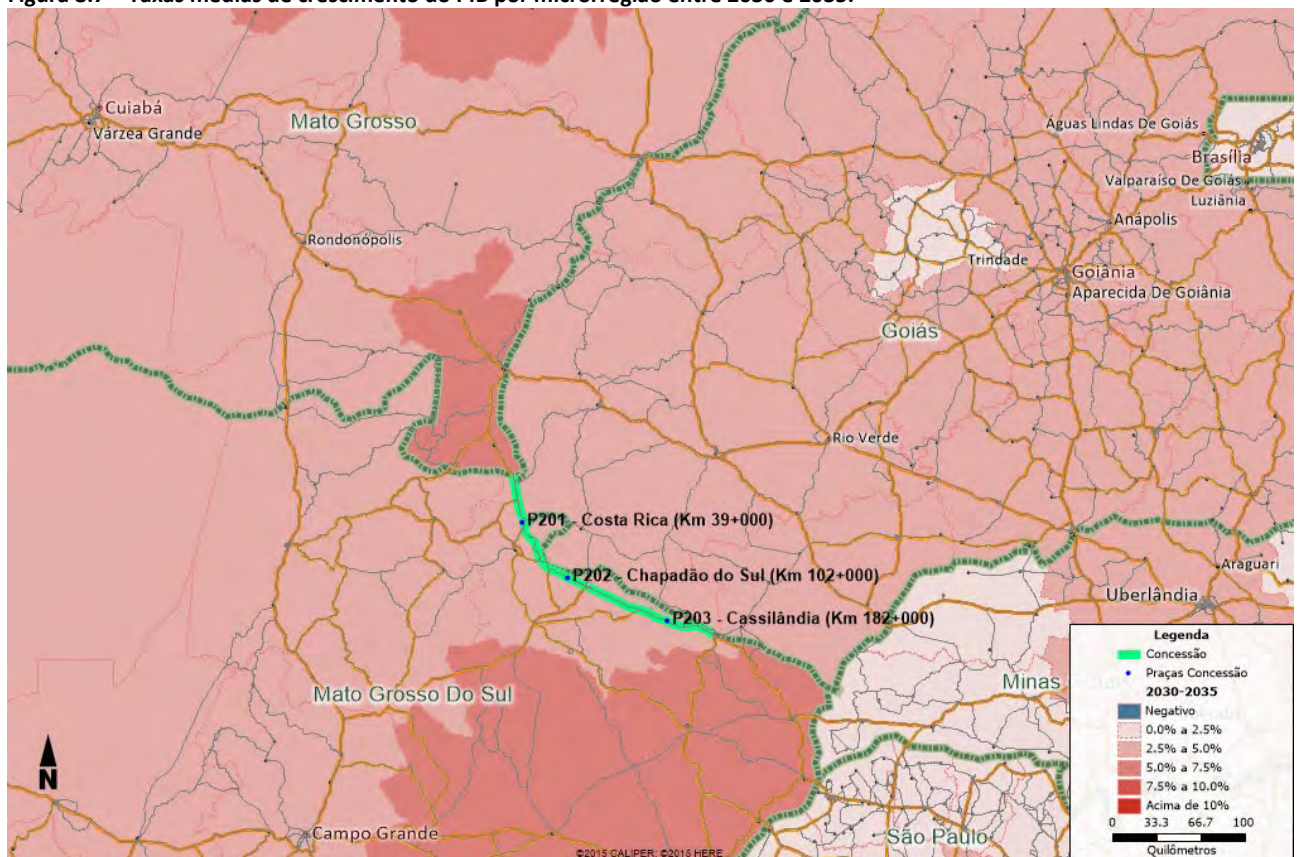 Figura 8.7 – Taxas médias de crescimento do PIB por microrregião entre 2030 e 2035.
Cuiabá
Várzea Grande
Mato Grosso
Águas Lindas De Goiás
Brasília
Valparaíso De Goiás
Luziânia
Anápolis
Rondonópolis
Trindade
Goiânia
Aparecida De Goiânia
Goiás
Rio Verde
P201 - Costa Rica (Km 39+000)
P202 - Chapadão do Sul (Km 102+000)
Araguari
Uberlândia
P203 - Cassilândia (Km 182+000)
Mato Grosso Do Sul
Minas
Campo Grande
São Paulo
N
©2015 CALIPER; ©2015 HERE
Legenda
Concessão
Praças Concessão
2030-2035
Negativo
0.0% a 2.5%
2.5% a 5.0%
5.0% a 7.5%
7.5% a 10.0%
Acima de 10%
0 33.3 66.7 100
Quilômetros